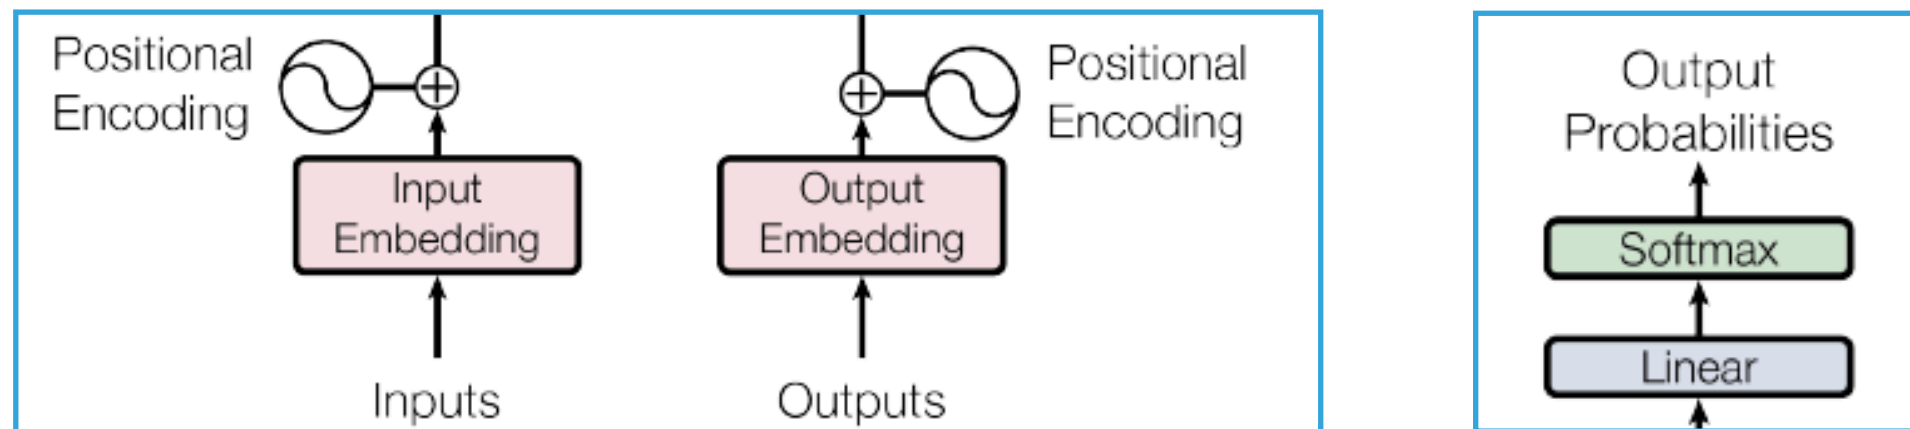 Positional
Encoding
Input
Embedding
Inputs
Positional
Encoding
Output
Embedding
Outputs
Output
Probabilities
Softmax
Linear